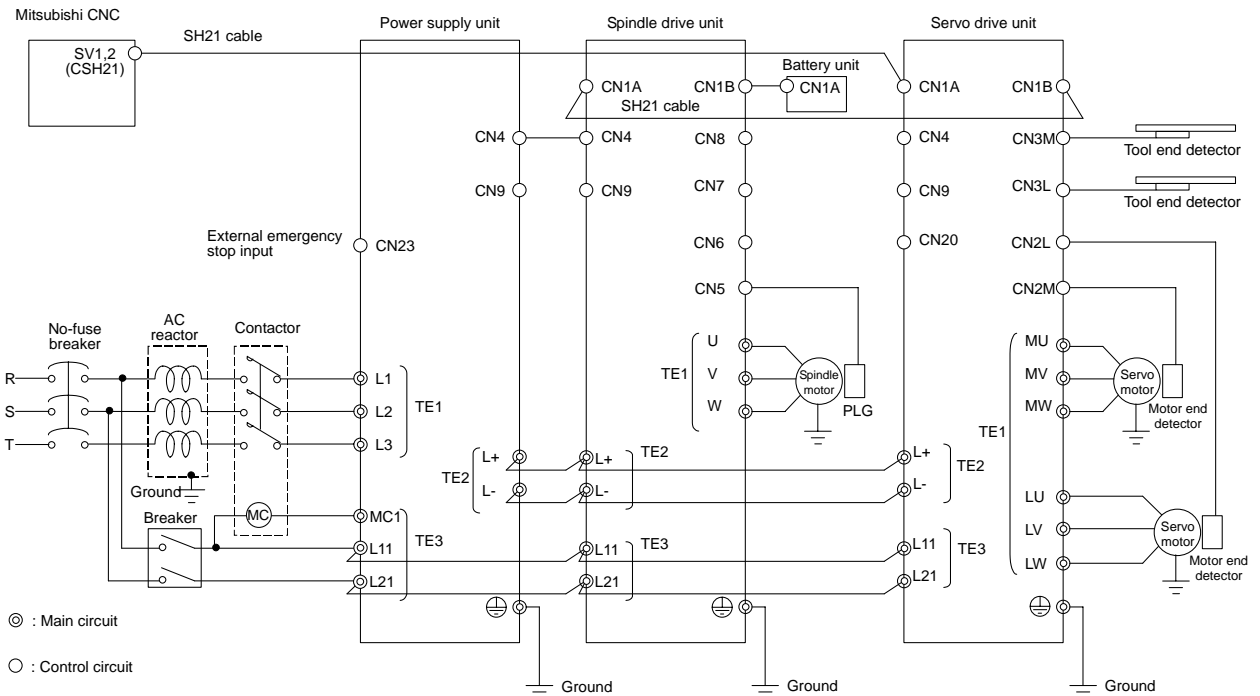 Mitsubishi CNC
Power supply unit
Spindle drive unit
Servo drive unit
SH21 cable
SV1,2
(CSH21)
Battery unit
CN1A
CN1B
CN1A
CN1A
CN1B
SH21 cable
CN4
CN4
CN8
CN4
CN3M
Tool end detector
CN9
CN9
CN7
CN9
CN3L
Tool end detector
External emergency
stop input
CN23
CN6
CN20
CN2L
CN5
CN2M
No-fuse
breaker
AC
reactor
Contactor
R
S
T
L1
L2
L3
TE1
TE1
U
V
W
Spindle
motor
PLG
TE1
MU
MV
MW
Servo
motor
Motor end
detector
TE2
L+
L-
L+
L-
TE2
L+
L-
TE2
Ground
Breaker
MC
MC1
L11
L21
TE3
L11
L21
TE3
L11
L21
TE3
LU
LV
LW
Servo
motor
Motor end
detector
: Main circuit
: Control circuit
Ground
Ground
Ground